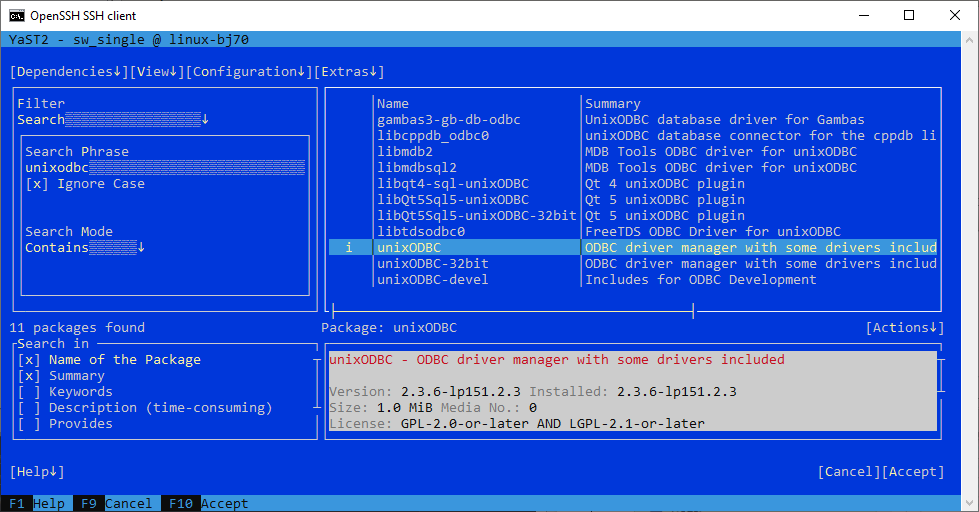 OpenSSH SSH client
YaST2 - sw_single @ linux-bj70
[Dependencies↓][View↓][Configuration↓][Extras↓]
Filter
Search↓
Search Phrase
unixodbc
[x] Ignore Case
Search Mode
Contains↓
Name Summary
gambas3-gb-db-odbc UnixODBC database driver for Gambas
libcppdb_odbc0 unixODBC database connector for the cppdb li
libmdb2 MDB Tools ODBC driver for unixODBC
libmdbsql2 MDB Tools ODBC driver for unixODBC
libqt4-sql-unixODBC Qt 4 unixODBC plugin
libQt5Sql5-unixODBC Qt 5 unixODBC plugin
libQt5Sql5-unixODBC-32bit Qt 5 unixODBC plugin
libtdsodbc0 FreeTDS ODBC Driver for unixODBC
i unixODBC ODBC driver manager with some drivers includ
unixODBC-32bit ODBC driver manager with some drivers includ
unixODBC-devel Includes for ODBC Development
11 packages found
Package: unixODBC [Actions↓]
Search in
[x] Name of the Package
[x] Summary
[ ] Keywords
[ ] Description (time-consuming)
[ ] Provides
unixODBC - ODBC driver manager with some drivers included
Version: 2.3.6-lp151.2.3 Installed: 2.3.6-lp151.2.3
Size: 1.0 MiB Media No.: 0
License: GPL-2.0-or-later AND LGPL-2.1-or-later
[Help↓] [Cancel][Accept]
F1 Help F9 Cancel F10 Accept